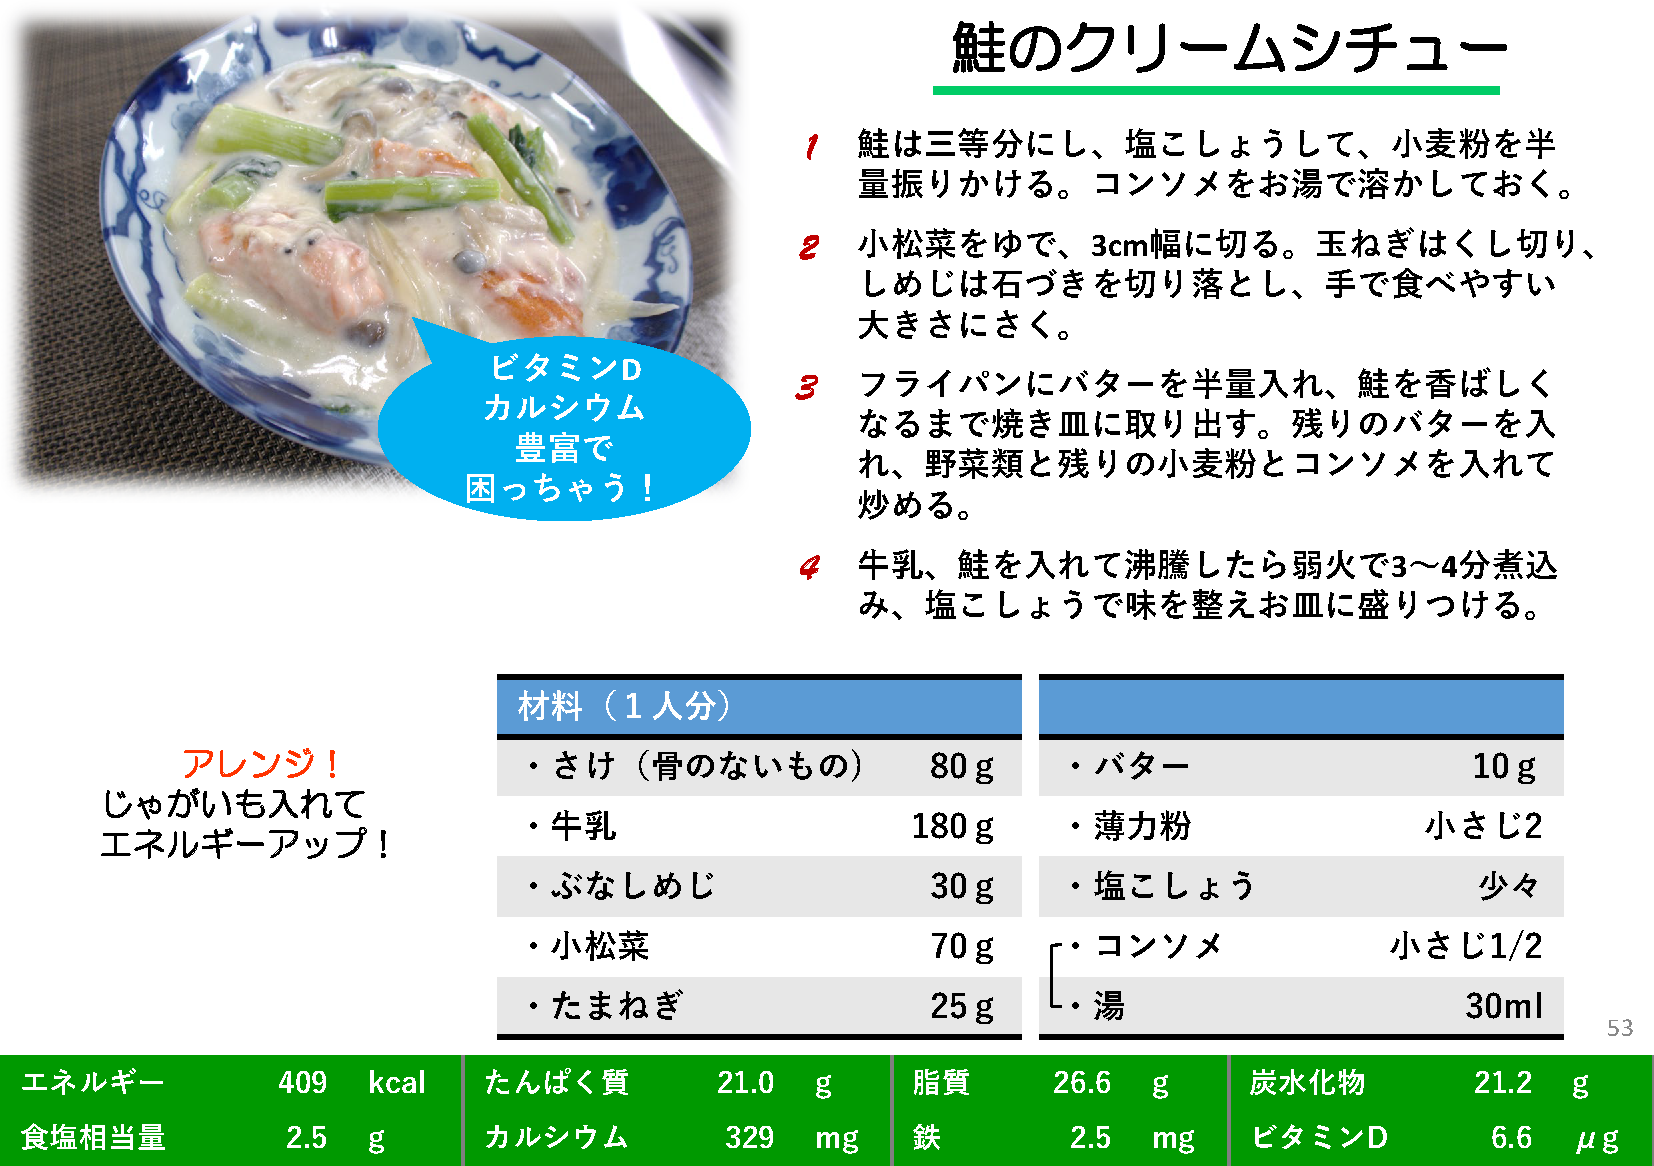 鮭のクリームシチュー
1 鮭は三等分にし、塩こしょうして、小麦粉を半
量振りかける。コンソメをお湯で溶かしておく。
2 小松菜をゆで、3cm幅に切る。玉ねぎはくし切り、
しめじは石づきを切り落とし、手で食べやすい
大きさにさく。
3 フライパンにバターを半量入れ、鮭を香ばしく
なるまで焼き皿に取り出す。残りのバターを入
れ、野菜類と残りの小麦粉とコンソメを入れて
炒める。
4 牛乳、鮭を入れて沸騰したら弱火で3～4分煮込
み、塩こしょうで味を整えお皿に盛りつける。
ビタミンD
カルシウム
豊富で
困っちゃう！
アレンジ！
じゃがいも入れて
エネルギーアップ！
材料（１人分）
・さけ（骨のないもの） 80ｇ
・牛乳 180ｇ
・ぶなしめじ 30ｇ
・小松菜 70ｇ
・たまねぎ 25ｇ
・バター 10ｇ
・薄力粉 小さじ2
・塩こしょう 少々
・コンソメ 小さじ1/2
・湯 30ml
53
エネルギー 409 kcal たんぱく質 21.0 g 脂質 26.6 g 炭水化物 21.2 g
食塩相当量 2.5 g カルシウム 329 mg 鉄 2.5 mg ビタミンD 6.6 μg